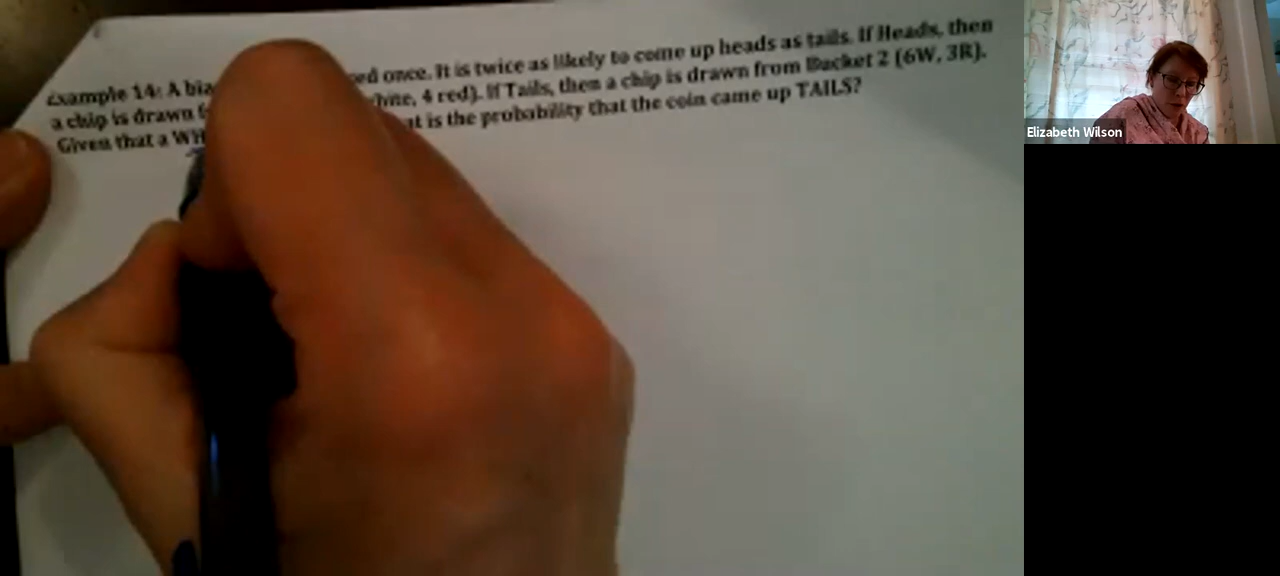 Example 14: A bia ed once. It is twice as likely to come up heads as tails. If Heads, then
a chip is drawn hite, 4 red). If Tails, then a chip is drawn from Bucket 2 (6W, 3R).
Given that a WH at is the probability that the coin came up TAILS?
Elizabeth Wilson